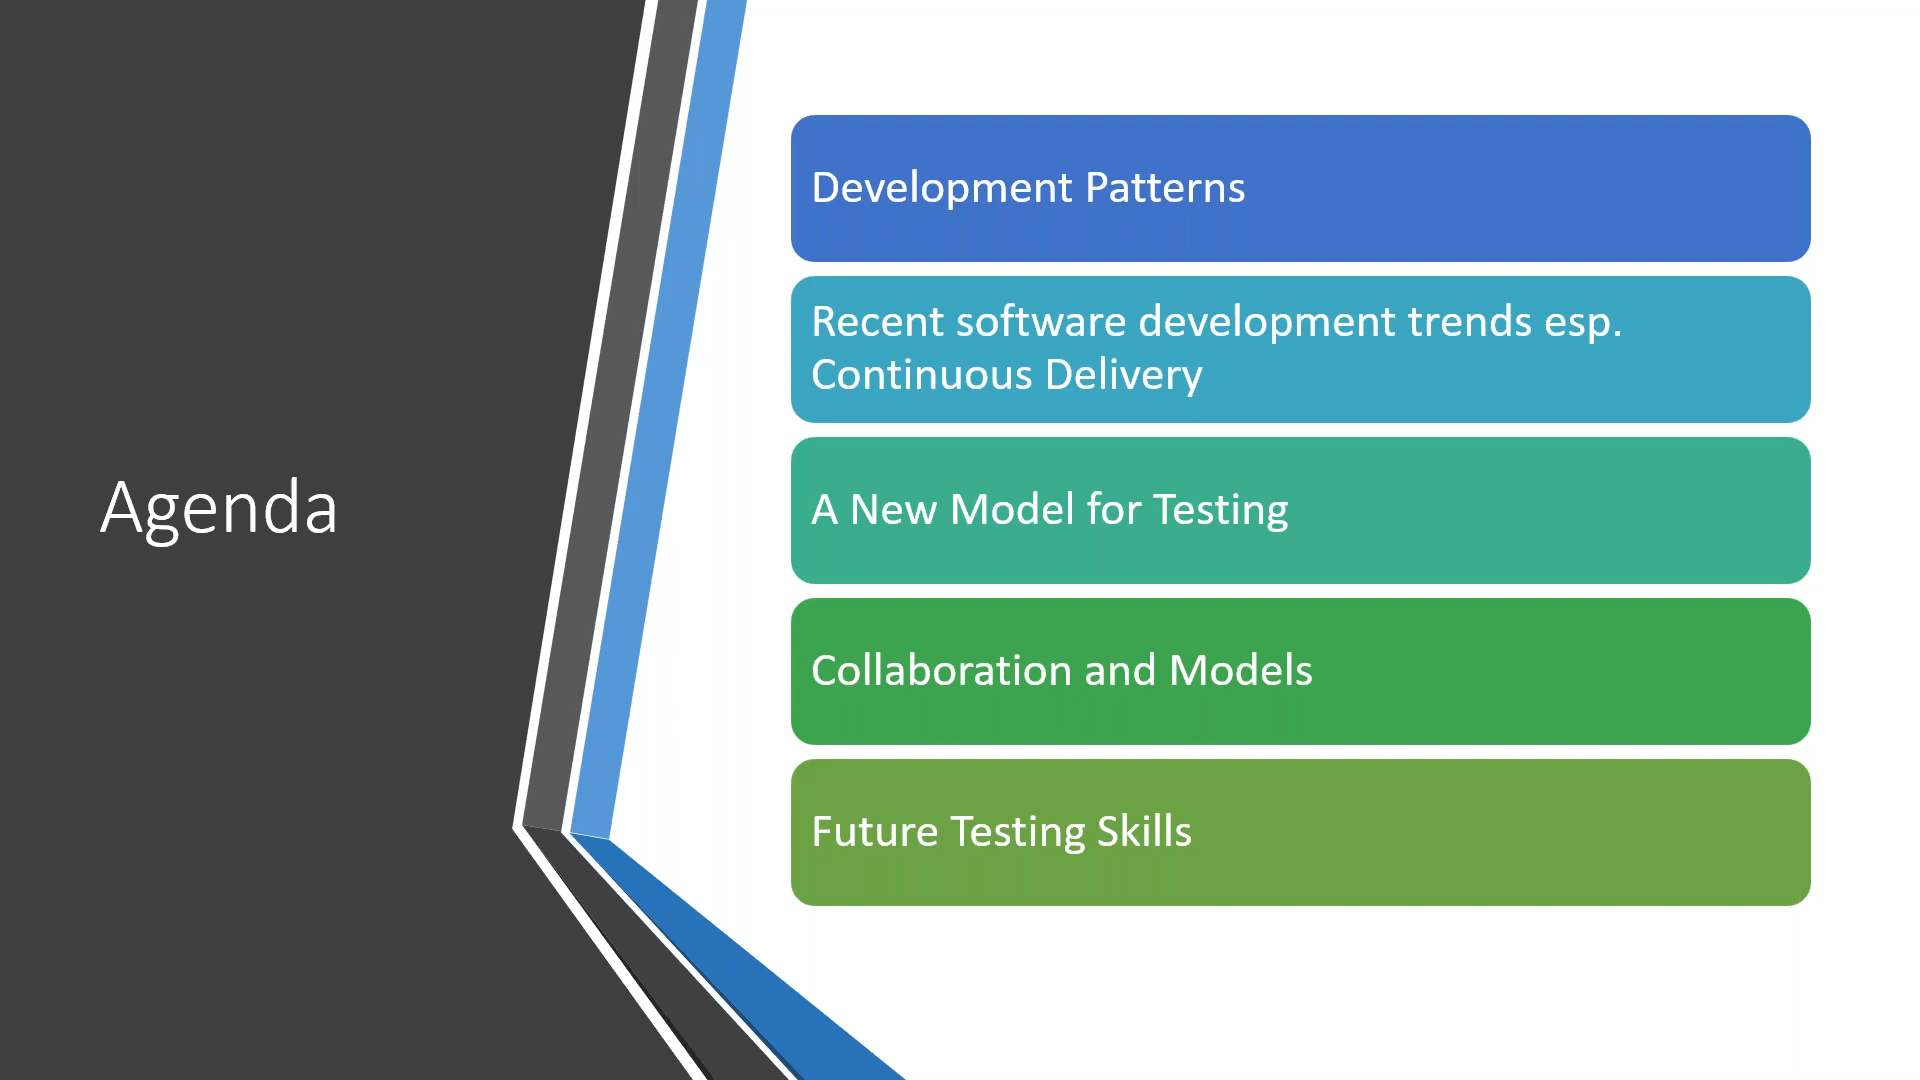 Agenda
Development Patterns
Recent software development trends esp.
Continuous Delivery
A New Model for Testing
Collaboration and Models
Future Testing Skills